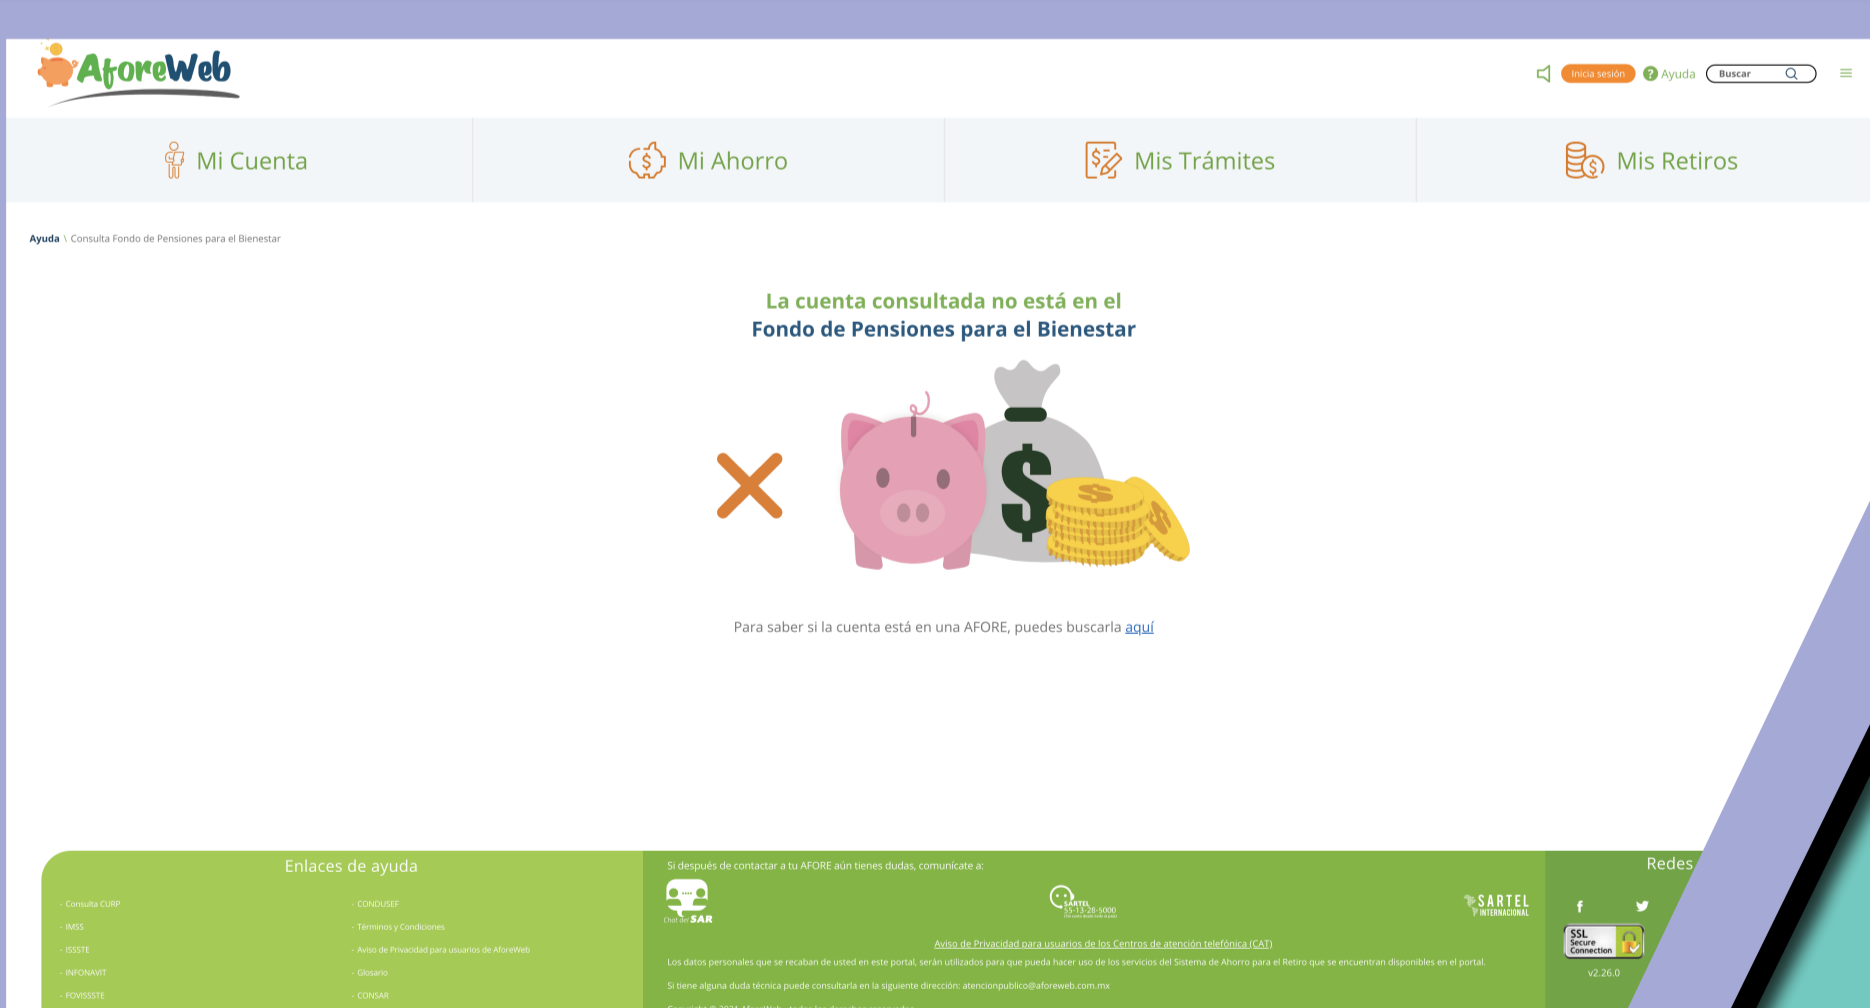 AforeWeb
Inicia sesión
? Ayuda
Buscar
Mi Cuenta
Mi Ahorro
Mis Trámites
Mis Retiros
Ayuda \ Consulta Fondo de Pensiones para el Bienestar
La cuenta consultada no está en el
Fondo de Pensiones para el Bienestar
$
Para saber si la cuenta está en una AFORE, puedes buscarla aquí
Enlaces de ayuda
- Consulta CURP
- IMSS
- ISSSTE
- INFONAVIT
- FOVISSSTE
- CONDUSEF
- Términos y Condiciones
- Aviso de Privacidad para usuarios de AforeWeb
- Glosario
- CONSAR
Si después de contactar a tu AFORE aún tienes dudas, comunícate a:
Chat del SAR
SARTEL
55-13-28-5000
SARTEL
INTERNACIONAL
Aviso de Privacidad para usuarios de los Centros de atención telefónica (CAT)
Los datos personales que se recaban de usted en este portal, serán utilizados para que pueda hacer uso de los servicios del Sistema de Ahorro para el Retiro que se encuentran disponibles en el portal.
Si tiene alguna duda técnica puede consultarla en la siguiente dirección: atencionpublico@aforeweb.com.mx
Redes
SSL
Secure
Connection
v2.26.0